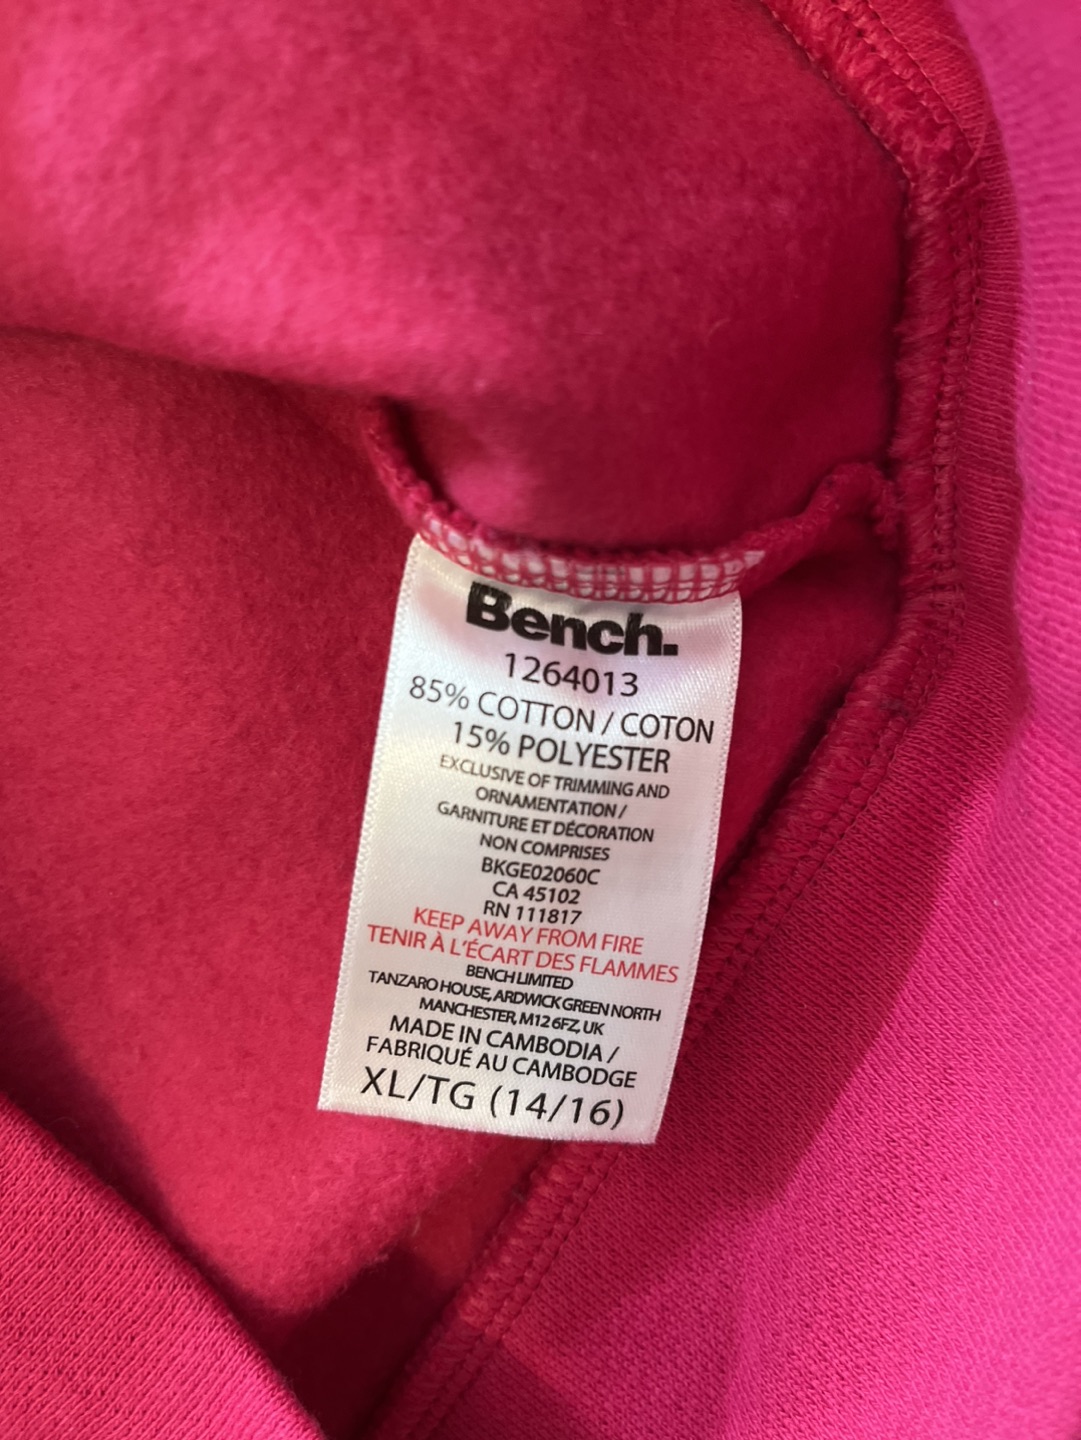 Bench.
1264013
85% COTTON / COTON
15% POLYESTER
EXCLUSIVE OF TRIMMING AND
ORNAMENTATION /
GARNITURE ET DÉCORATION
NON COMPRISES
BKGE02060C
CA 45102
RN 111817
KEEP AWAY FROM FIRE
TENIR À L'ÉCART DES FLAMMES
BENCH LIMITED
TANZARO HOUSE, ARDWICK GREEN NORTH
MANCHESTER, M12 6FZ, UK
MADE IN CAMBODIA /
FABRIQUÉ AU CAMBODGE
XL/TG (14/16)